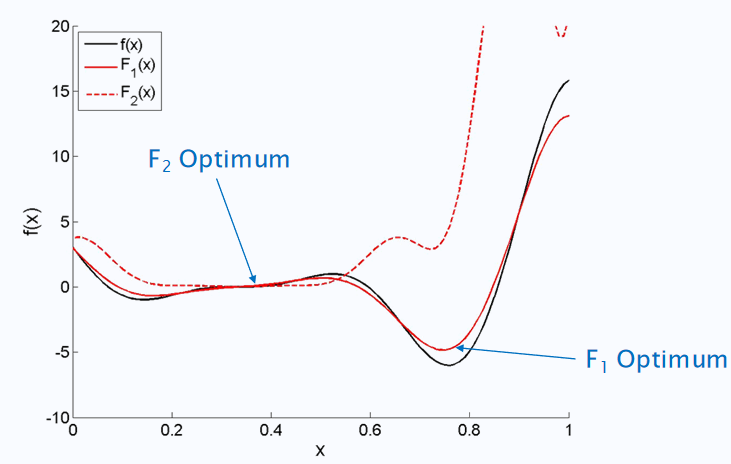 20
15
10
5
0
-5
-10
f(x)
f(x)
F₁(x)
F₂(x)
F₂ Optimum
F₁ Optimum
0
0.2
0.4
0.6
0.8
1
x